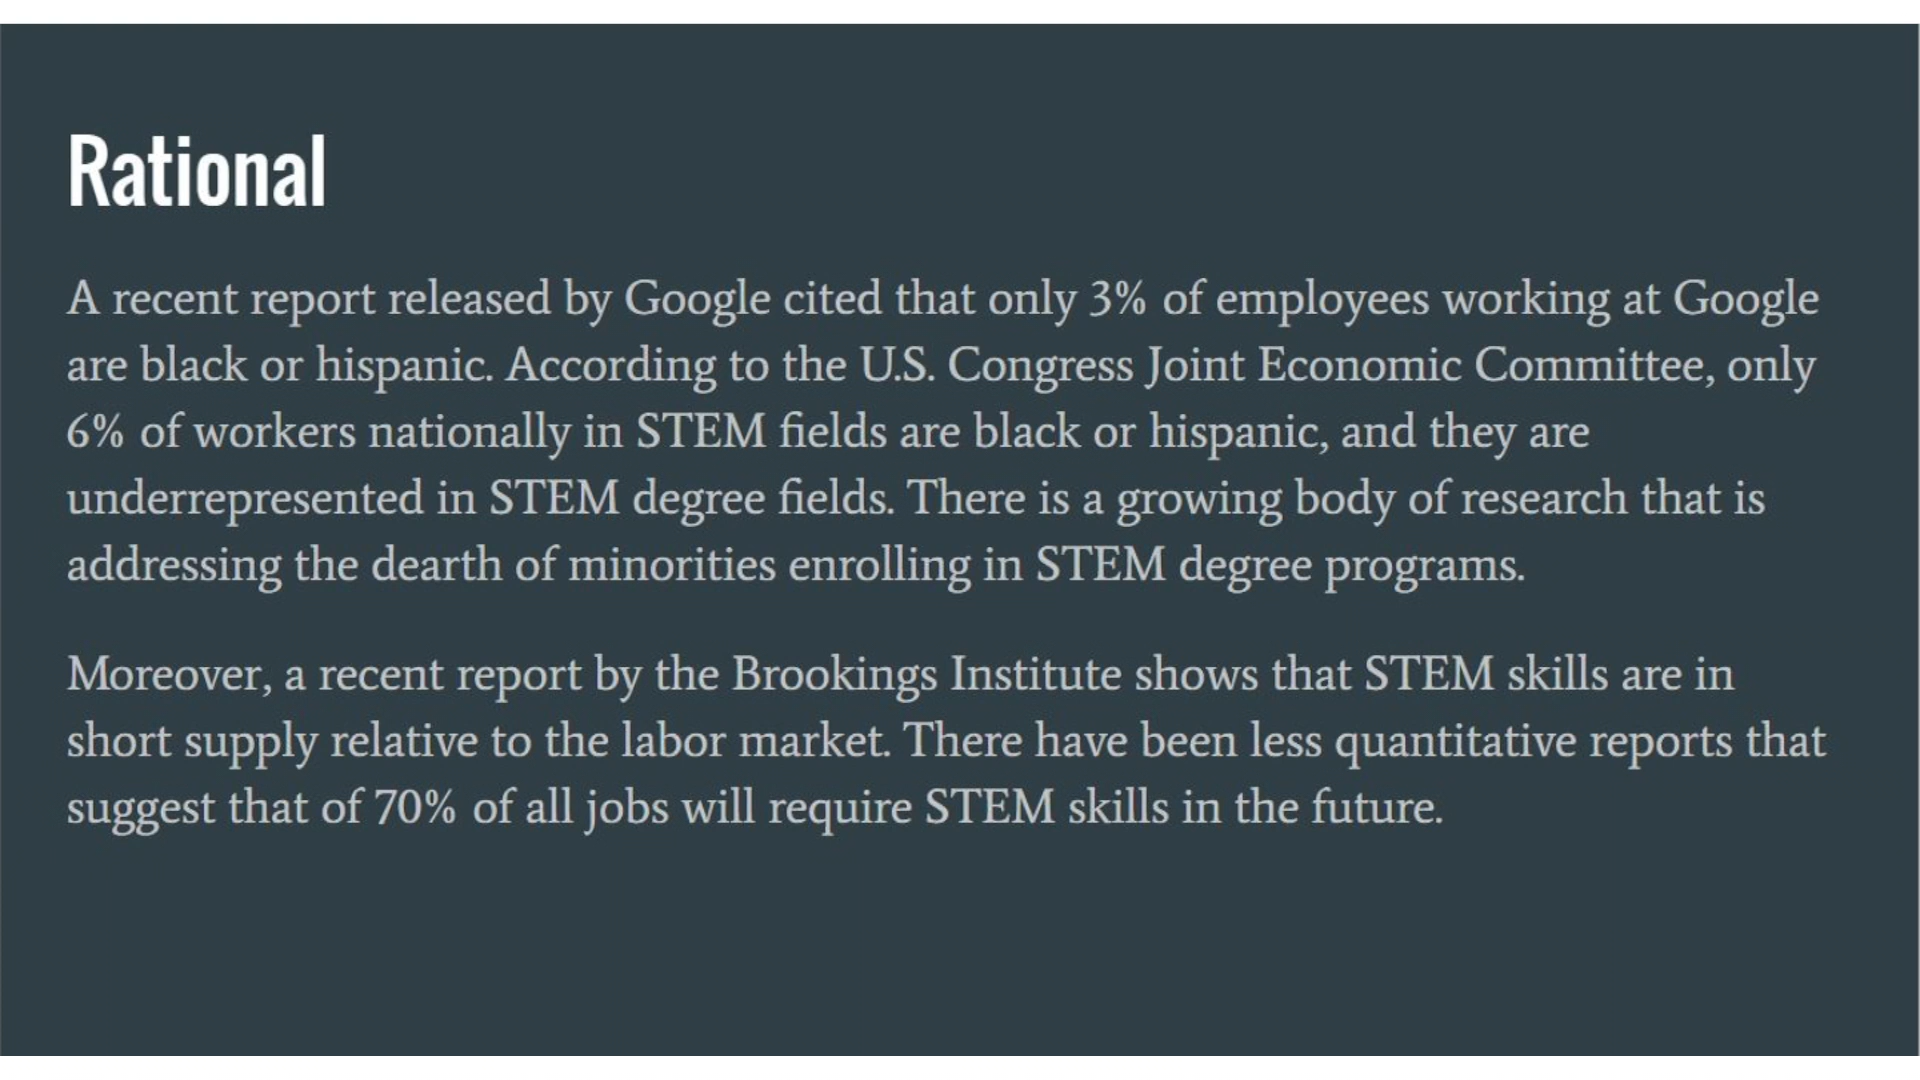 Rational
A recent report released by Google cited that only 3% of employees working at Google
are black or hispanic. According to the U.S. Congress Joint Economic Committee, only
6% of workers nationally in STEM fields are black or hispanic, and they are
underrepresented in STEM degree fields. There is a growing body of research that is
addressing the dearth of minorities enrolling in STEM degree programs.
Moreover, a recent report by the Brookings Institute shows that STEM skills are in
short supply relative to the labor market. There have been less quantitative reports that
suggest that of 70% of all jobs will require STEM skills in the future.